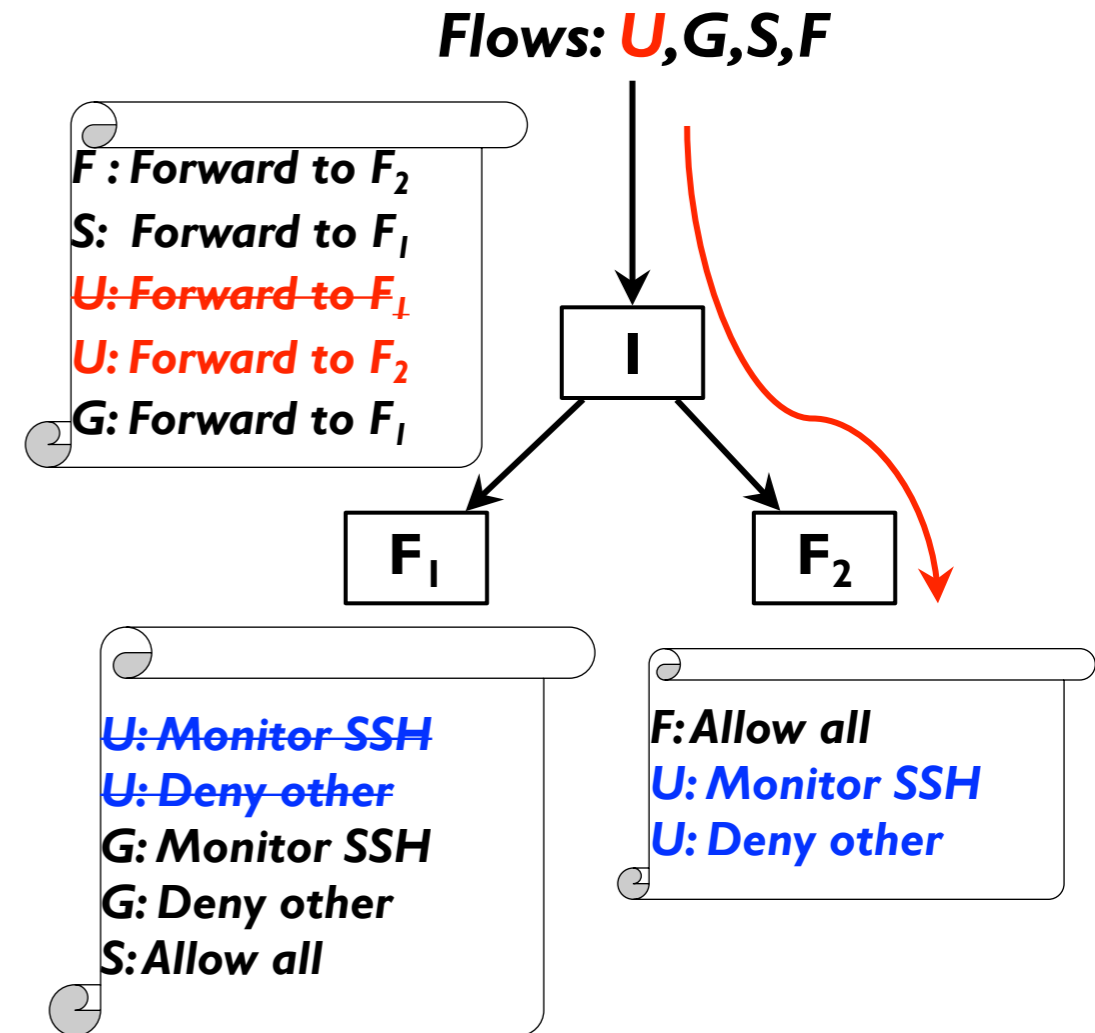 Flows: U,G,S,F
F : Forward to F₂
S: Forward to F₁
U: Forward to F₁
U: Forward to F₂
G: Forward to F₁
I
F₁
F₂
U: Monitor SSH
U: Deny other
G: Monitor SSH
G: Deny other
S: Allow all
F: Allow all
U: Monitor SSH
U: Deny other